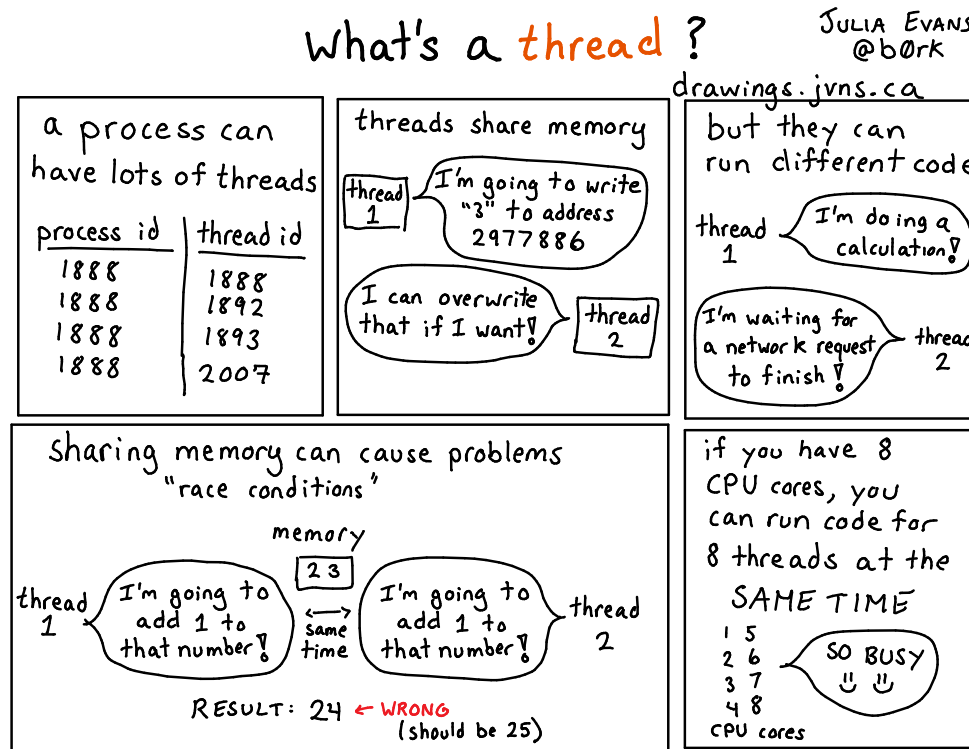 What's a thread?
JULIA EVANS
@b0rk
drawings.jvns.ca
a process can
have lots of threads
process id | thread id
1888 | 1888
1888 | 1892
1888 | 1893
1888 | 2007
threads share memory
thread
1
I'm going to write
"3" to address
2977886
I can overwrite
that if I want!
thread
2
but they can
run different code
thread
1
I'm doing a
calculation!
I'm waiting for
a network request
to finish!
thread
2
sharing memory can cause problems
"race conditions"
memory
23
thread
1
I'm going to
add 1 to
that number!
same
time
I'm going to
add 1 to
that number!
thread
2
RESULT: 24 ← WRONG
(should be 25)
if you have 8
CPU cores, you
can run code for
8 threads at the
SAME TIME
1 5
2 6
3 7
4 8
CPU cores
SO BUSY